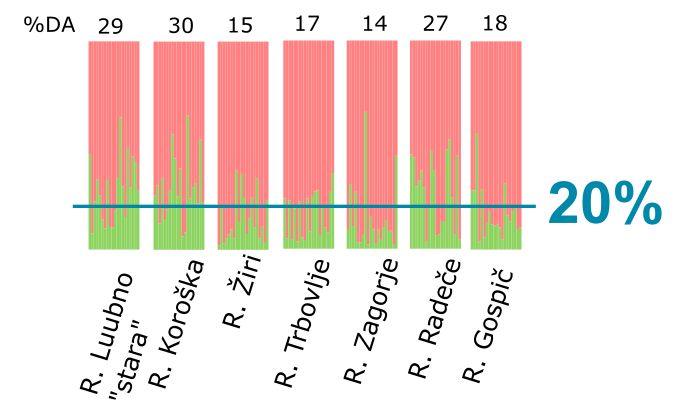 %DA 29 30 15 17 14 27 18
20%
R. Luubno
"stara"
R. Koroška
R. Žiri
R. Trbovlje
R. Zagorje
R. Radeče
R. Gospič